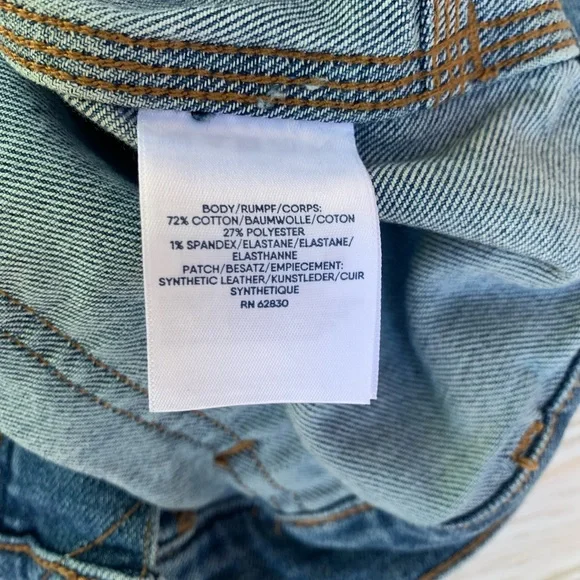 BODY/RUMPF/CORPS:
72% COTTON/BAUMWOLLE/COTON
27% POLYESTER
1% SPANDEX/ELASTANE/ELASTANE/
ELASTHANNE
PATCH/BESATZ/EMPIECEMENT:
SYNTHETIC LEATHER/KUNSTLEDER/CUIR
SYNTHETIQUE
RN 62830